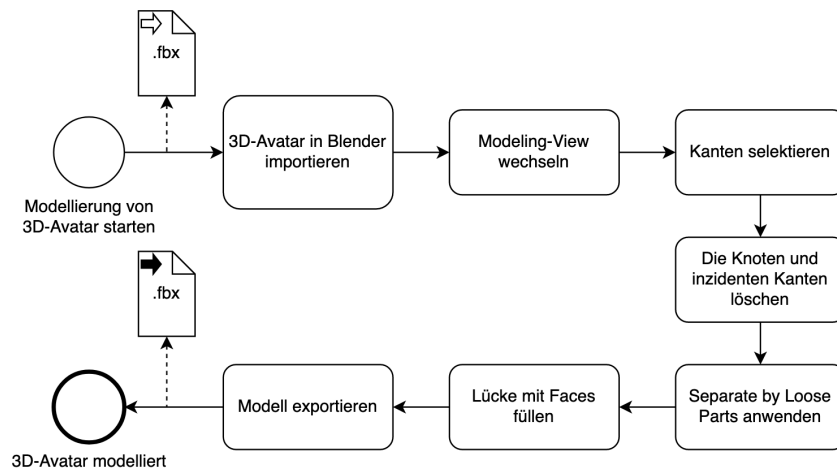 .fbx
3D-Avatar in Blender
importieren
Modeling-View
wechseln
Kanten selektieren
Modellierung von
3D-Avatar starten
Die Knoten und
inzidenten Kanten
löschen
.fbx
Separate by Loose
Parts anwenden
Lücke mit Faces
füllen
Modell exportieren
3D-Avatar modelliert